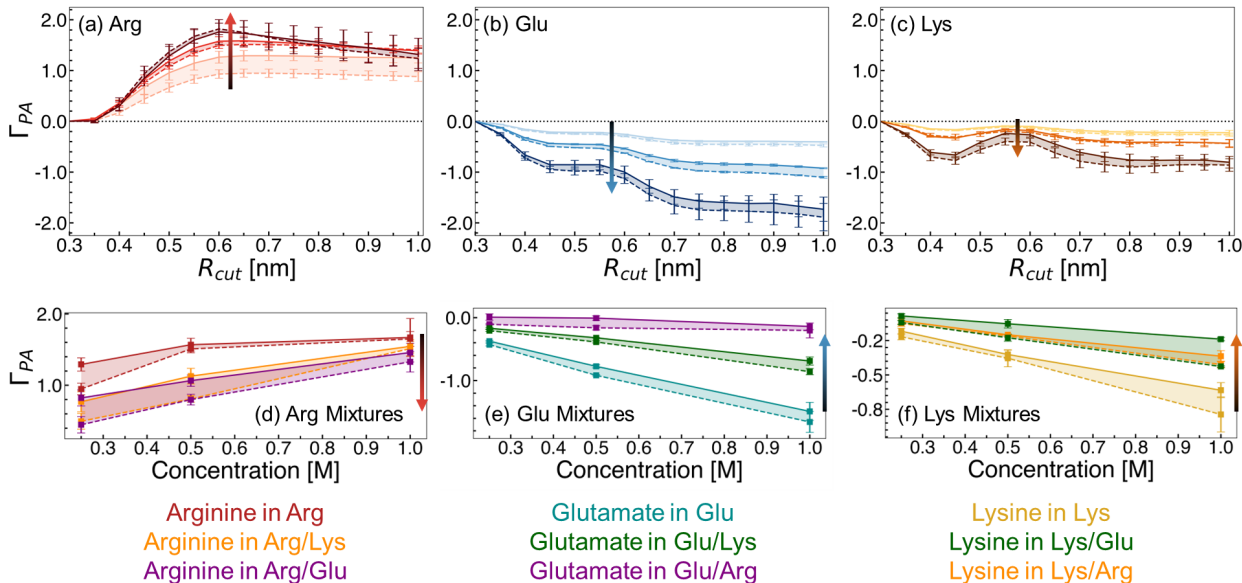 (a) Arg
(b) Glu
(c) Lys
Γ_PA
2.0
1.0
0.0
-1.0
-2.0
0.3 0.4 0.5 0.6 0.7 0.8 0.9 1.0
0.3 0.4 0.5 0.6 0.7 0.8 0.9 1.0
0.3 0.4 0.5 0.6 0.7 0.8 0.9 1.0
2.0
1.0
0.0
-1.0
-2.0
2.0
1.0
0.0
-1.0
-2.0
R_cut [nm]
R_cut [nm]
R_cut [nm]
Γ_PA
2.0
1.0
0.0
-1.0
-0.2
-0.5
-0.8
(d) Arg Mixtures
(e) Glu Mixtures
(f) Lys Mixtures
0.3 0.4 0.5 0.6 0.7 0.8 0.9 1.0
0.3 0.4 0.5 0.6 0.7 0.8 0.9 1.0
0.3 0.4 0.5 0.6 0.7 0.8 0.9 1.0
Concentration [M]
Concentration [M]
Concentration [M]
Arginine in Arg
Arginine in Arg/Lys
Arginine in Arg/Glu
Glutamate in Glu
Glutamate in Glu/Lys
Glutamate in Glu/Arg
Lysine in Lys
Lysine in Lys/Glu
Lysine in Lys/Arg